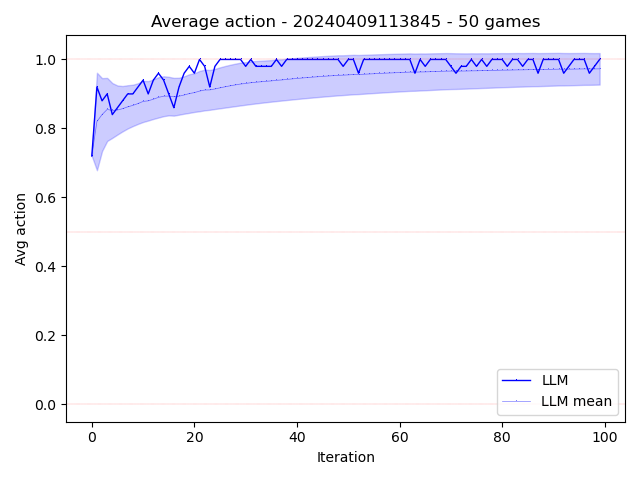 Average action - 20240409113845 - 50 games
Avg action
1.0
0.8
0.6
0.4
0.2
0.0
LLM
LLM mean
0 20 40 60 80 100
Iteration